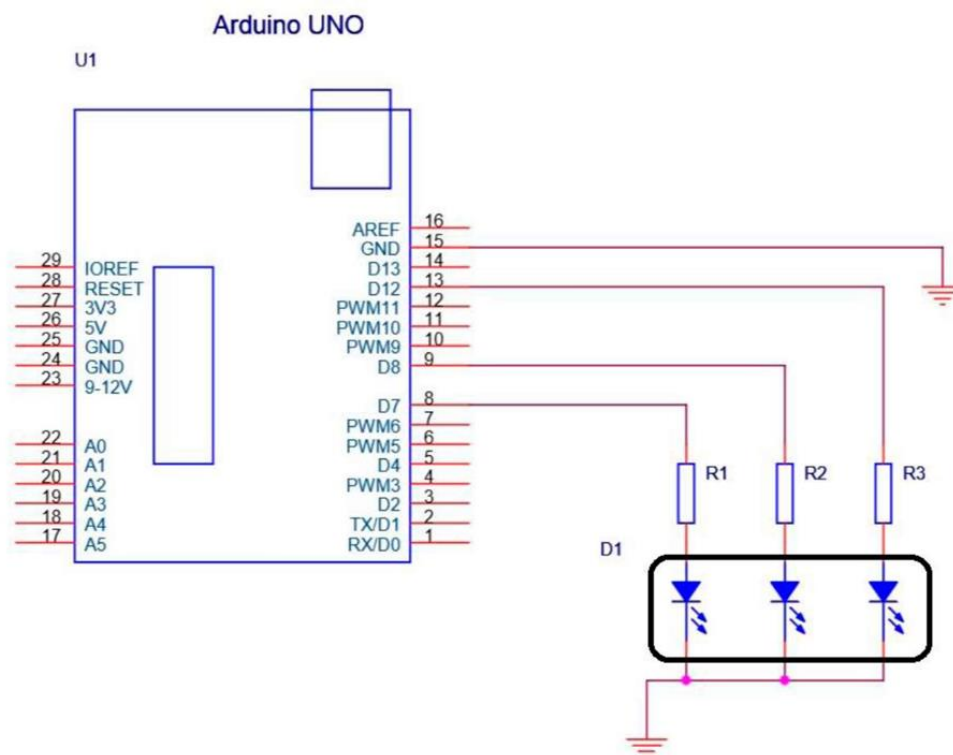 Arduino UNO
U1
16
AREF
15
GND
14
D13
13
D12
12
PWM11
11
PWM10
10
PWM9
9
D8
8
D7
7
PWM6
6
PWM5
5
D4
4
PWM3
3
D2
2
TX/D1
1
RX/D0
29
IOREF
28
RESET
27
3V3
26
5V
25
GND
24
GND
23
9-12V
22
A0
21
A1
20
A2
19
A3
18
A4
17
A5
R1
R2
R3
D1